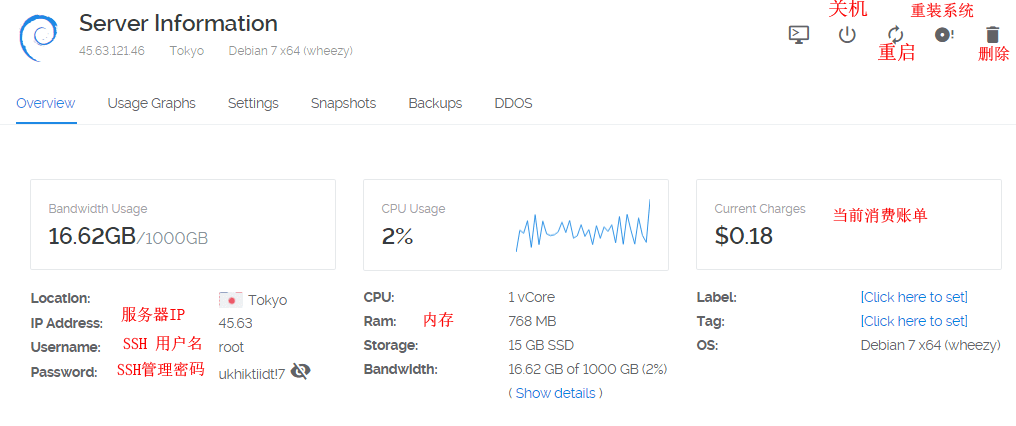 Server Information
关机
重装系统
45.63.121.46 Tokyo Debian 7 x64 (wheezy)
重启
删除
Overview Usage Graphs Settings Snapshots Backups DDOS
Bandwidth Usage
16.62GB/1000GB
CPU Usage
2%
Current Charges
$0.18
当前消费账单
Location: Tokyo
IP Address: 服务器IP 45.63
Username: SSH 用户名 root
Password: SSH管理密码 ukhiktiidt!7
CPU: 1 vCore
Ram: 内存 768 MB
Storage: 15 GB SSD
Bandwidth: 16.62 GB of 1000 GB (2%)
( Show details )
Label: [Click here to set]
Tag: [Click here to set]
OS: Debian 7 x64 (wheezy)